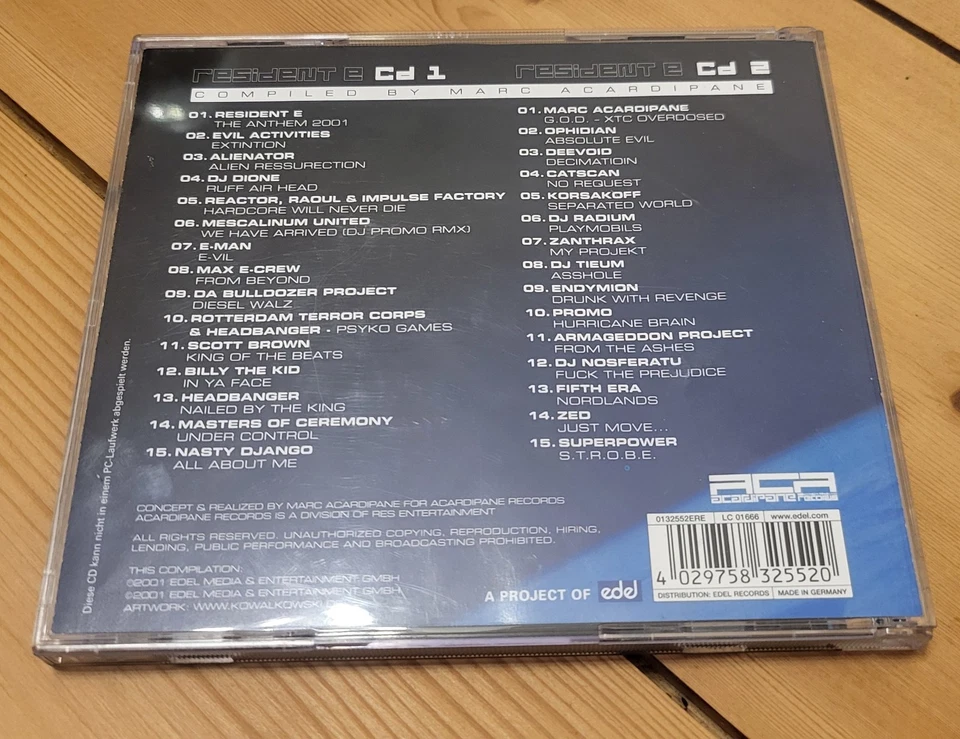 RESIDENT E CD 1
RESIDENT E CD 2
COMPILED BY MARC ACARDIPANE
01. RESIDENT E
THE ANTHEM 2001
02. EVIL ACTIVITIES
EXTINTION
03. ALIENATOR
ALIEN RESSURECTION
04. DJ DIONE
RUFF AIR HEAD
05. REACTOR, RAOUL & IMPULSE FACTORY
HARDCORE WILL NEVER DIE
06. MESCALINUM UNITED
WE HAVE ARRIVED (DJ PROMO RMX)
07. E-MAN
E-VIL
08. MAX E-CREW
FROM BEYOND
09. DA BULLDOZER PROJECT
DIESEL WALZ
10. ROTTERDAM TERROR CORPS
& HEADBANGER - PSYKO GAMES
11. SCOTT BROWN
KING OF THE BEATS
12. BILLY THE KID
IN YA FACE
13. HEADBANGER
NAILED BY THE KING
14. MASTERS OF CEREMONY
UNDER CONTROL
15. NASTY DJANGO
ALL ABOUT ME
01. MARC ACARDIPANE
G.O.D. - XTC OVERDOSED
02. OPHIDIAN
ABSOLUTE EVIL
03. DEEVOID
DECIMATIOIN
04. CATSCAN
NO REQUEST
05. KORSAKOFF
SEPARATED WORLD
06. DJ RADIUM
PLAYMOBILS
07. ZANTHRAX
MY PROJEKT
08. DJ TIEUM
ASSHOLE
09. ENDYMION
DRUNK WITH REVENGE
10. PROMO
HURRICANE BRAIN
11. ARMAGEDDON PROJECT
FROM THE ASHES
12. DJ NOSFERATU
FUCK THE PREJUDICE
13. FIFTH ERA
NORDLANDS
14. ZED
JUST MOVE...
15. SUPERPOWER
S.T.R.O.B.E.
Diese CD kann nicht in einem PC-Laufwerk abgespielt werden.
CONCEPT & REALIZED BY MARC ACARDIPANE FOR ACARDIPANE RECORDS
ACARDIPANE RECORDS IS A DIVISION OF RES ENTERTAINMENT
ALL RIGHTS RESERVED. UNAUTHORIZED COPYING, REPRODUCTION, HIRING,
LENDING, PUBLIC PERFORMANCE AND BROADCASTING PROHIBITED.
THIS COMPILATION:
℗2001 EDEL MEDIA & ENTERTAINMENT GMBH
©2001 EDEL MEDIA & ENTERTAINMENT GMBH
ARTWORK: WWW.KOWALKOWSKI
A PROJECT OF edel
ACA
acardipane records
0132552ERE LC 01666 www.edel.com
4 029758 325520
DISTRIBUTION: EDEL RECORDS MADE IN GERMANY